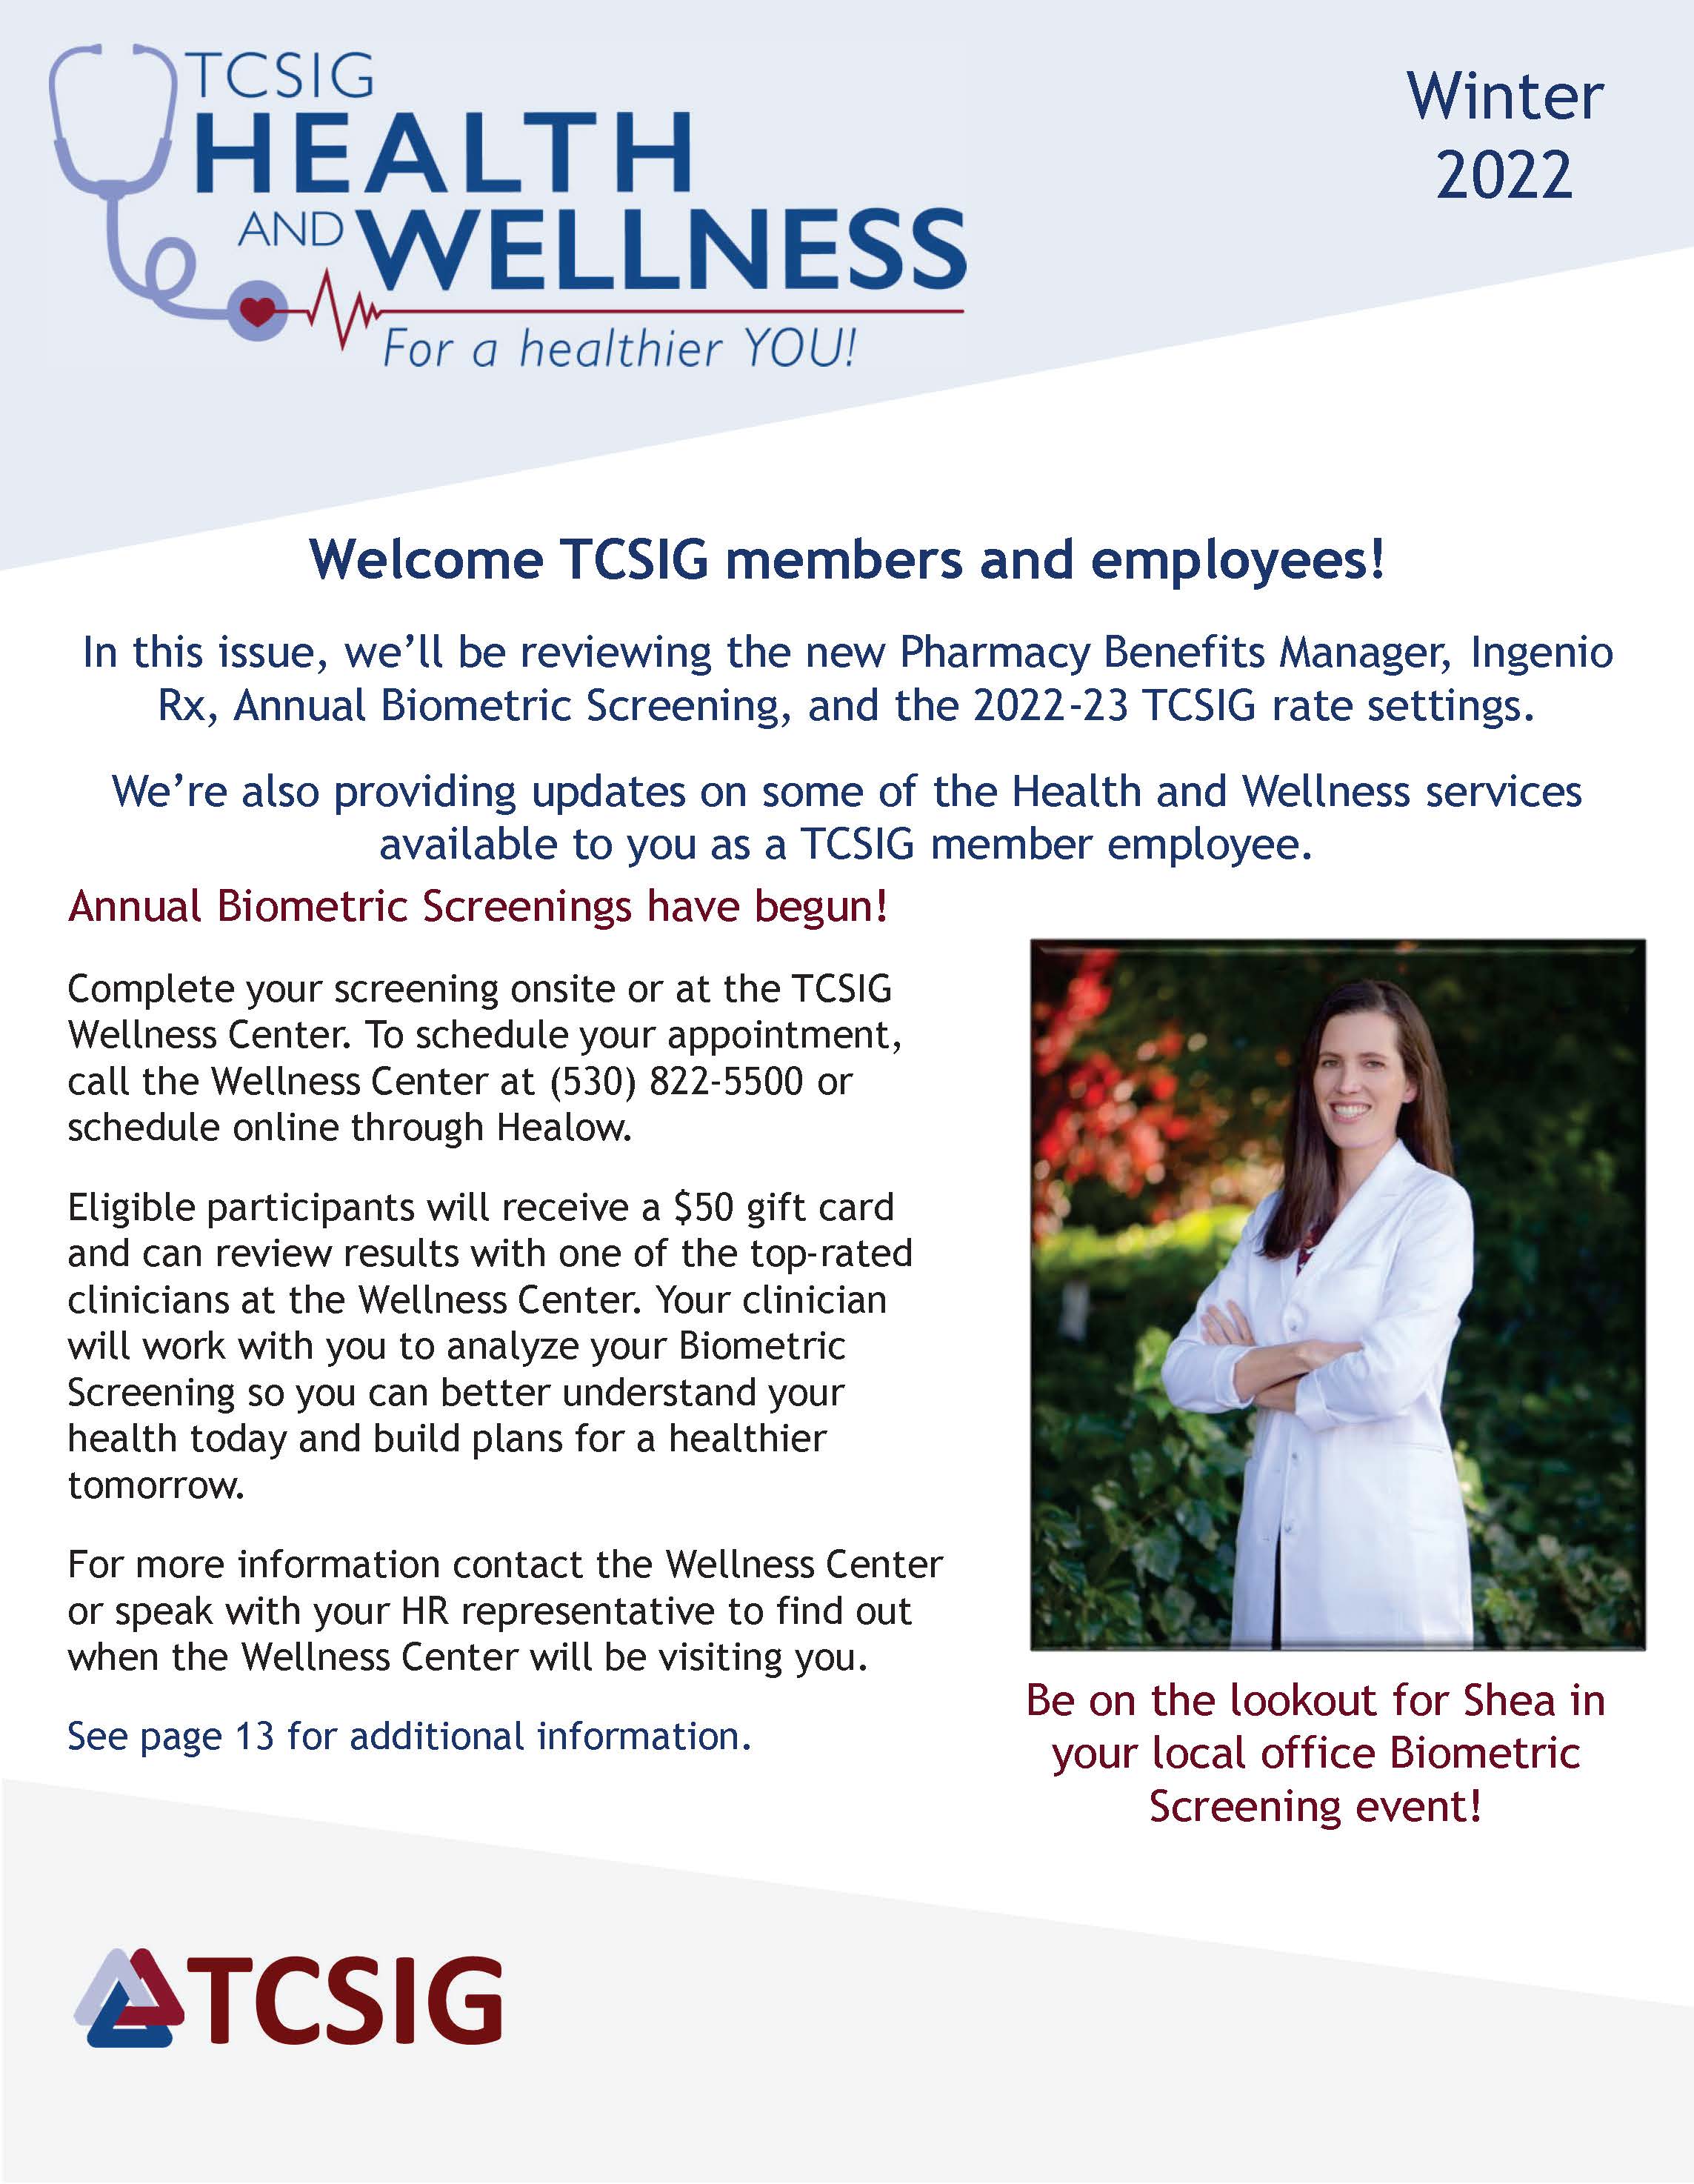 TCSIG
HEALTH
AND WELLNESS
For a healthier YOU!
Winter
2022
Welcome TCSIG members and employees!
In this issue, we’ll be reviewing the new Pharmacy Benefits Manager, Ingenio
Rx, Annual Biometric Screening, and the 2022-23 TCSIG rate settings.
We’re also providing updates on some of the Health and Wellness services
available to you as a TCSIG member employee.
Annual Biometric Screenings have begun!
Complete your screening onsite or at the TCSIG
Wellness Center. To schedule your appointment,
call the Wellness Center at (530) 822-5500 or
schedule online through Healow.
Eligible participants will receive a $50 gift card
and can review results with one of the top-rated
clinicians at the Wellness Center. Your clinician
will work with you to analyze your Biometric
Screening so you can better understand your
health today and build plans for a healthier
tomorrow.
For more information contact the Wellness Center
or speak with your HR representative to find out
when the Wellness Center will be visiting you.
See page 13 for additional information.
Be on the lookout for Shea in
your local office Biometric
Screening event!
TCSIG